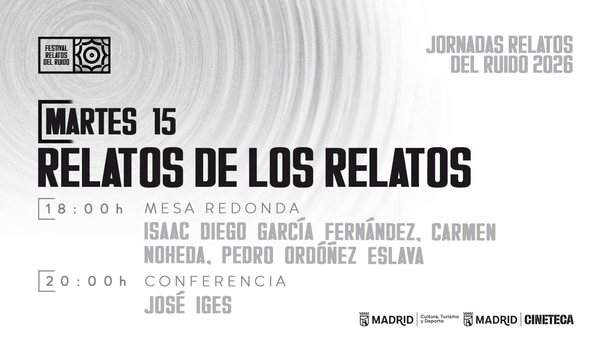 FESTIVAL
RELATOS
DEL RUIDO
JORNADAS RELATOS
DEL RUIDO 2026
MARTES 15
RELATOS DE LOS RELATOS
18:00h MESA REDONDA
ISAAC DIEGO GARCÍA FERNÁNDEZ, CARMEN
NOHEDA, PEDRO ORDÓÑEZ ESLAVA
20:00h CONFERENCIA
JOSÉ IGES
MADRID Cultura, Turismo
y Deporte
MADRID CINETECA